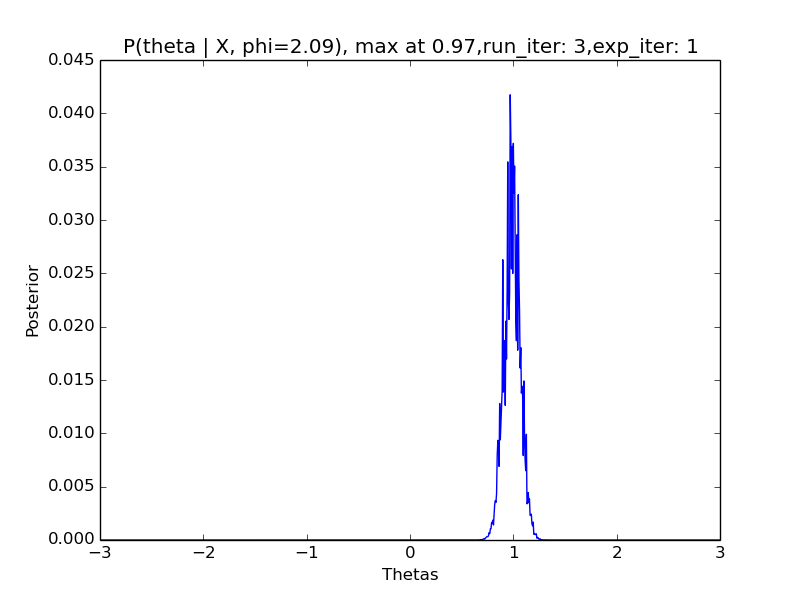 P(theta | X, phi=2.09), max at 0.97,run_iter: 3,exp_iter: 1
0.045
0.040
0.035
0.030
0.025
0.020
0.015
0.010
0.005
0.000
Posterior
−3 −2 −1 0 1 2 3
Thetas